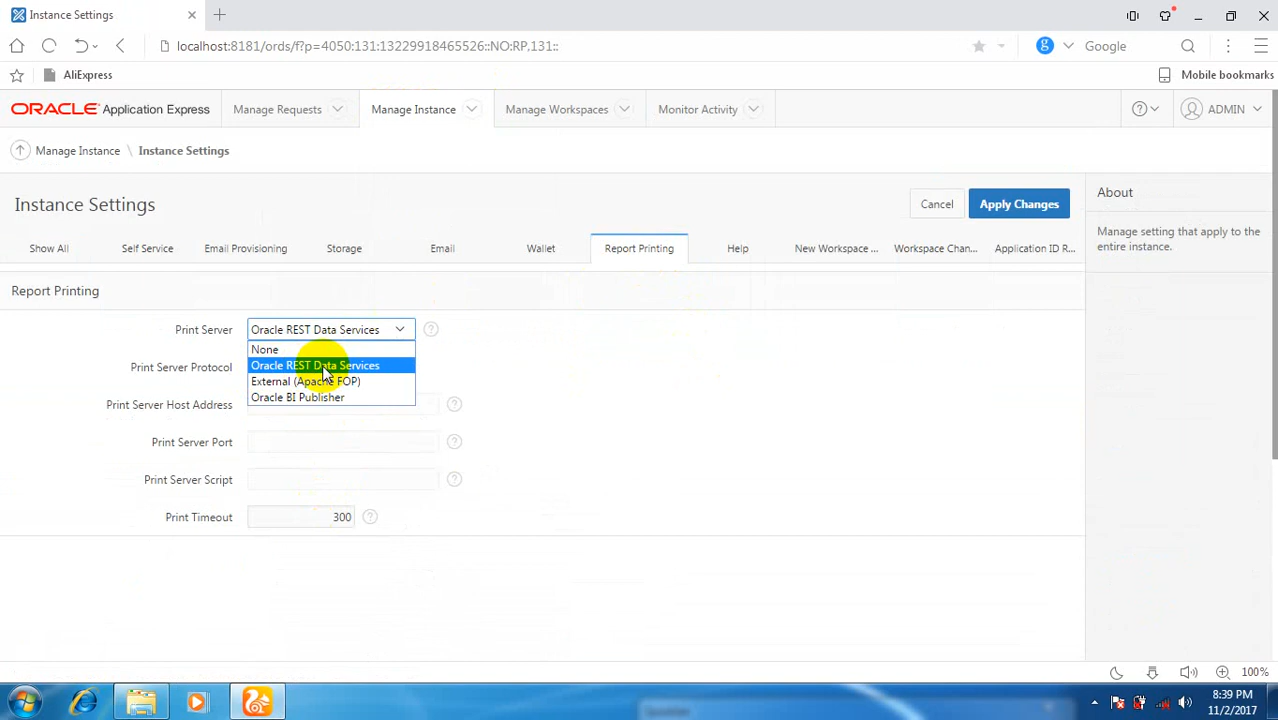 Instance Settings
localhost:8181/ords/f?p=4050:131:13229918465526::NO:RP,131::
g Google
AliExpress
Mobile bookmarks
ORACLE Application Express
Manage Requests
Manage Instance
Manage Workspaces
Monitor Activity
ADMIN
Manage Instance \ Instance Settings
Instance Settings
Cancel
Apply Changes
About
Manage setting that apply to the
entire instance.
Show All
Self Service
Email Provisioning
Storage
Email
Wallet
Report Printing
Help
New Workspace ...
Workspace Chan...
Application ID R...
Report Printing
Print Server
Oracle REST Data Services
None
Oracle REST Data Services
External (Apache FOP)
Oracle BI Publisher
Print Server Protocol
Print Server Host Address
Print Server Port
Print Server Script
Print Timeout
300
100%
8:39 PM
11/2/2017